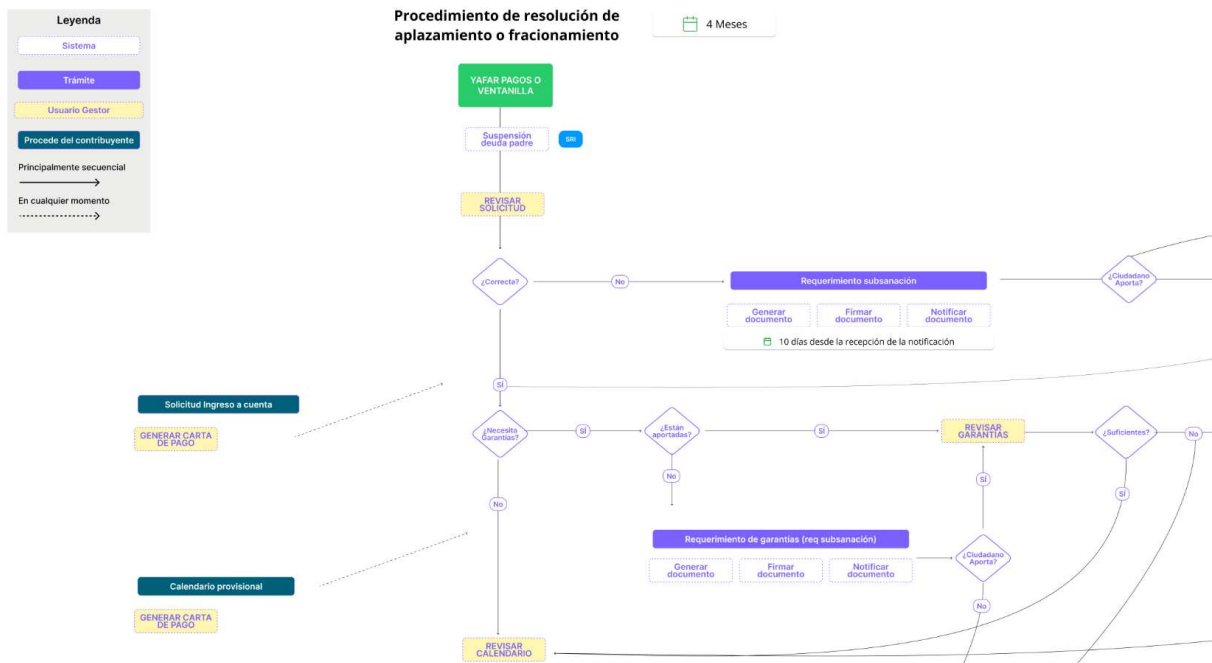 Leyenda
Sistema
Trámite
Usuario Gestor
Procede del contribuyente
Principalmente secuencial
En cualquier momento
Procedimiento de resolución de
aplazamiento o fracionamiento
4 Meses
YAFAR PAGOS O
VENTANILLA
Suspensión
deuda padre
SRI
REVISAR
SOLICITUD
¿Correcta?
No
Requerimiento subsanación
¿Ciudadano
Aporta?
Generar
documento
Firmar
documento
Notificar
documento
10 días desde la recepción de la notificación
SÍ
Solicitud Ingreso a cuenta
GENERAR CARTA
DE PAGO
¿Necesita
Garantías?
SÍ
¿Están
aportadas?
SÍ
REVISAR
GARANTÍAS
¿Suficientes?
No
No
SÍ
SÍ
No
Requerimiento de garantías (req subsanación)
¿Ciudadano
Aporta?
Generar
documento
Firmar
documento
Notificar
documento
Calendario provisional
No
GENERAR CARTA
DE PAGO
REVISAR
CALENDARIO